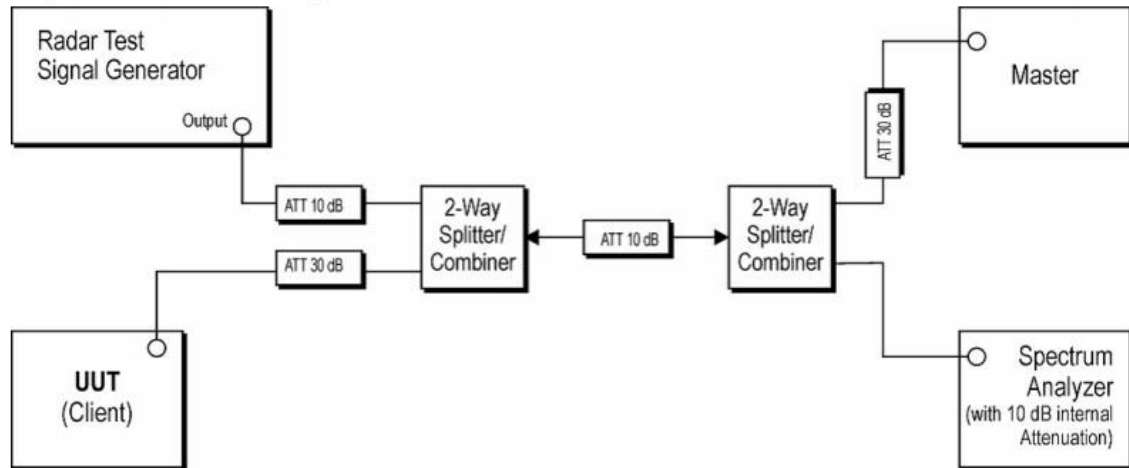 Radar Test
Signal Generator
Output
ATT 10 dB
ATT 30 dB
2-Way
Splitter/
Combiner
ATT 10 dB
2-Way
Splitter/
Combiner
ATT 30 dB
Master
UUT
(Client)
Spectrum
Analyzer
(with 10 dB internal
Attenuation)